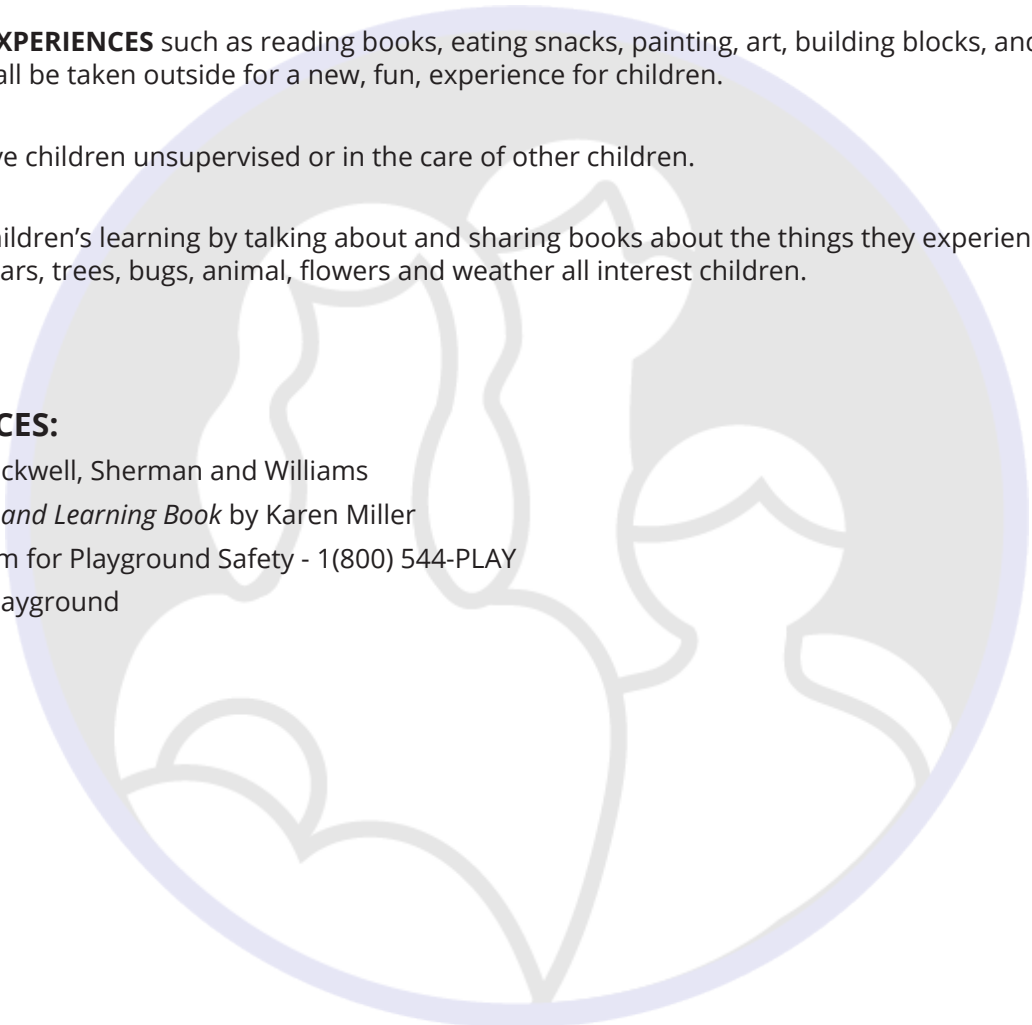 XPERIENCES such as reading books, eating snacks, painting, art, building blocks, and
all be taken outside for a new, fun, experience for children.
ve children unsupervised or in the care of other children.
ildren’s learning by talking about and sharing books about the things they experien
ars, trees, bugs, animal, flowers and weather all interest children.
CES:
ckwell, Sherman and Williams
and Learning Book by Karen Miller
m for Playground Safety - 1(800) 544-PLAY
ayground